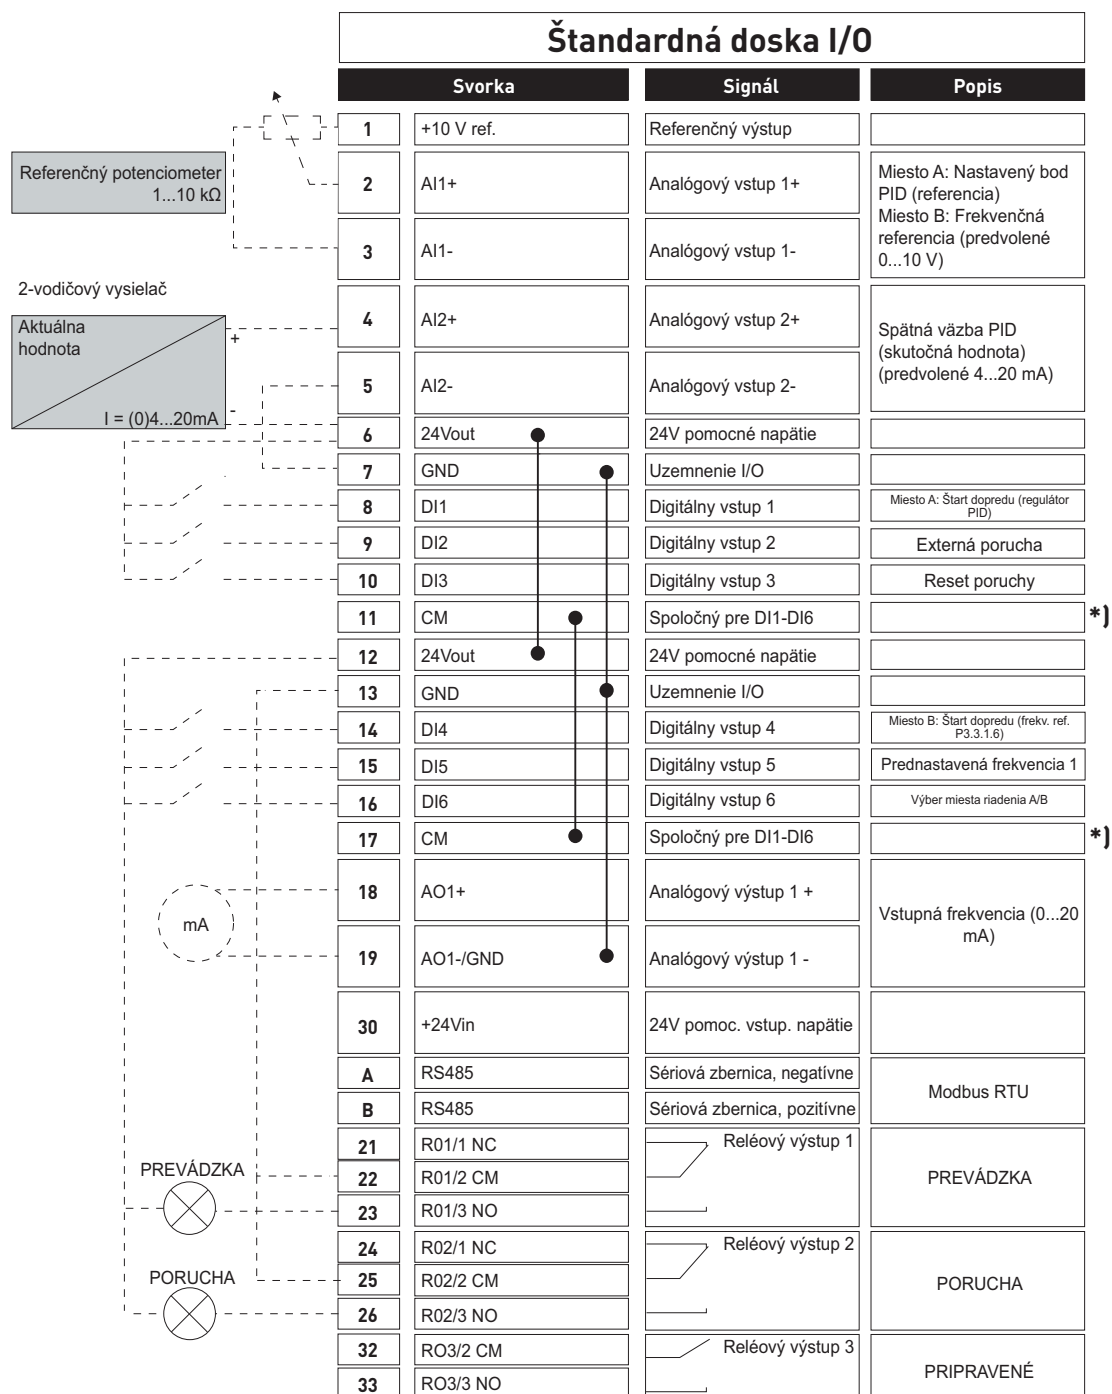 Štandardná doska I/O
Svorka Signál Popis
1 +10 V ref. Referenčný výstup
Referenčný potenciometer
1...10 kΩ
2 AI1+ Analógový vstup 1+
3 AI1- Analógový vstup 1-
Miesto A: Nastavený bod
PID (referencia)
Miesto B: Frekvenčná
referencia (predvolené
0...10 V)
2-vodičový vysielač
Aktuálna
hodnota
+
-
I = (0)4...20mA
4 AI2+ Analógový vstup 2+
5 AI2- Analógový vstup 2-
Spätná väzba PID
(skutočná hodnota)
(predvolené 4...20 mA)
6 24Vout 24V pomocné napätie
7 GND Uzemnenie I/O
8 DI1 Digitálny vstup 1
Miesto A: Štart dopredu (regulátor
PID)
9 DI2 Digitálny vstup 2 Externá porucha
10 DI3 Digitálny vstup 3 Reset poruchy
11 CM Spoločný pre DI1-DI6 *)
12 24Vout 24V pomocné napätie
13 GND Uzemnenie I/O
14 DI4 Digitálny vstup 4
Miesto B: Štart dopredu (frekv. ref.
P3.3.1.6)
15 DI5 Digitálny vstup 5 Prednastavená frekvencia 1
16 DI6 Digitálny vstup 6 Výber miesta riadenia A/B
17 CM Spoločný pre DI1-DI6 *)
mA
18 AO1+ Analógový výstup 1 +
19 AO1-/GND Analógový výstup 1 -
Vstupná frekvencia (0...20
mA)
30 +24Vin 24V pomoc. vstup. napätie
A RS485 Sériová zbernica, negatívne
B RS485 Sériová zbernica, pozitívne
Modbus RTU
21 R01/1 NC Reléový výstup 1
PREVÁDZKA
22 R01/2 CM PREVÁDZKA
23 R01/3 NO
24 R02/1 NC Reléový výstup 2
PORUCHA
25 R02/2 CM PORUCHA
26 R02/3 NO
32 RO3/2 CM Reléový výstup 3
33 RO3/3 NO
PRIPRAVENÉ